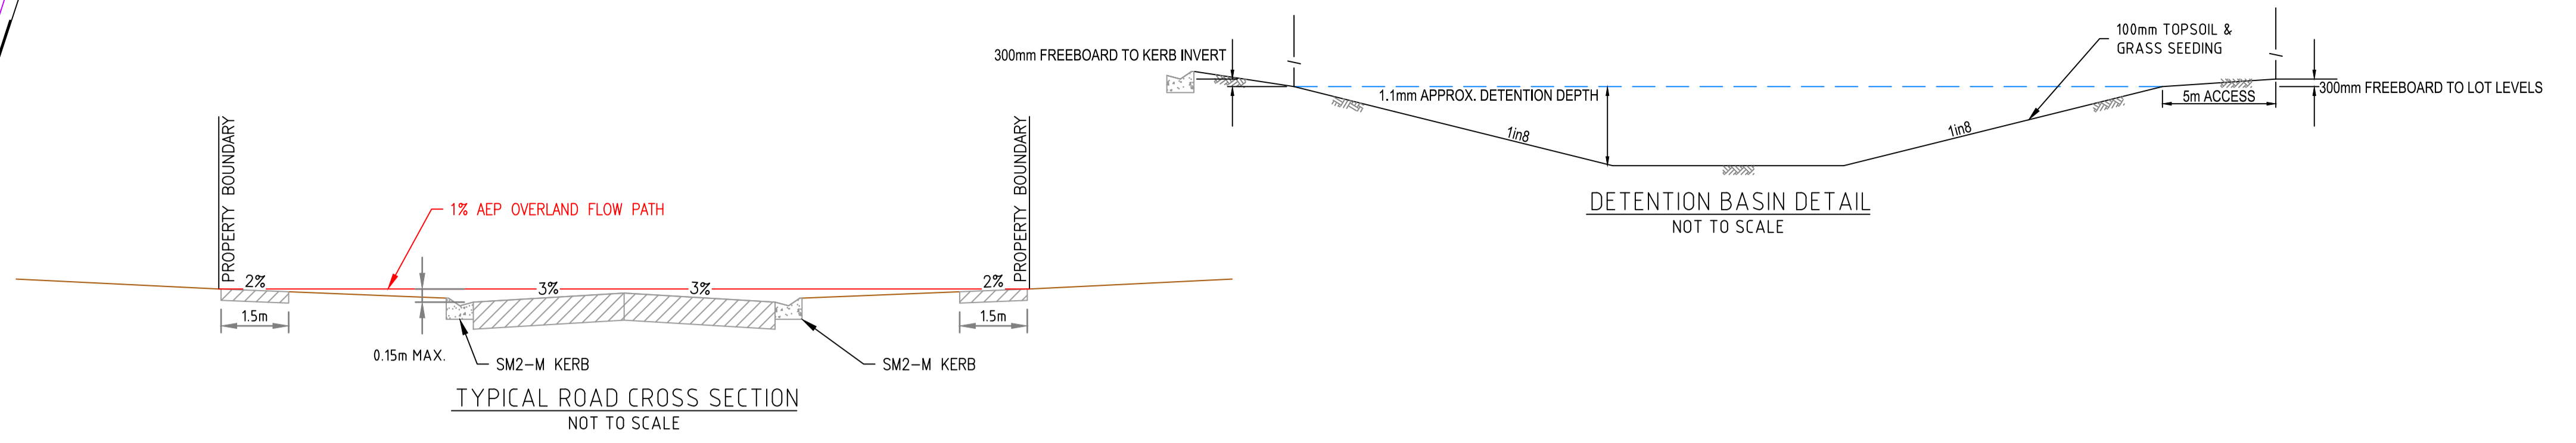 300mm FREEBOARD TO KERB INVERT
100mm TOPSOIL &
GRASS SEEDING
1.1mm APPROX. DETENTION DEPTH
5m ACCESS
300mm FREEBOARD TO LOT LEVELS
1in8
1in8
DETENTION BASIN DETAIL
NOT TO SCALE
PROPERTY BOUNDARY
PROPERTY BOUNDARY
1% AEP OVERLAND FLOW PATH
2%
3%
3%
2%
1.5m
1.5m
0.15m MAX.
SM2-M KERB
SM2-M KERB
TYPICAL ROAD CROSS SECTION
NOT TO SCALE